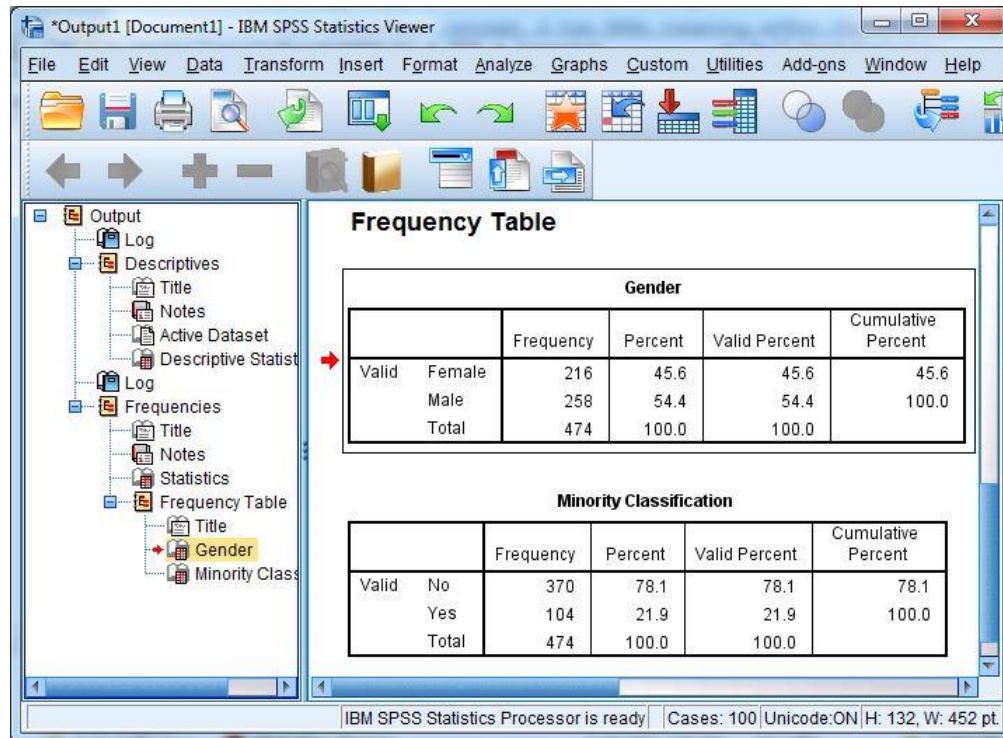 *Output1 [Document1] - IBM SPSS Statistics Viewer
File Edit View Data Transform Insert Format Analyze Graphs Custom Utilities Add-ons Window Help
Output
Log
Descriptives
Title
Notes
Active Dataset
Descriptive Statist
Log
Frequencies
Title
Notes
Statistics
Frequency Table
Title
Gender
Minority Class
Frequency Table
Gender
Frequency Percent Valid Percent Cumulative Percent
Valid Female 216 45.6 45.6 45.6
Male 258 54.4 54.4 100.0
Total 474 100.0 100.0
Minority Classification
Frequency Percent Valid Percent Cumulative Percent
Valid No 370 78.1 78.1 78.1
Yes 104 21.9 21.9 100.0
Total 474 100.0 100.0
IBM SPSS Statistics Processor is ready Cases: 100 Unicode:ON H: 132, W: 452 pt.